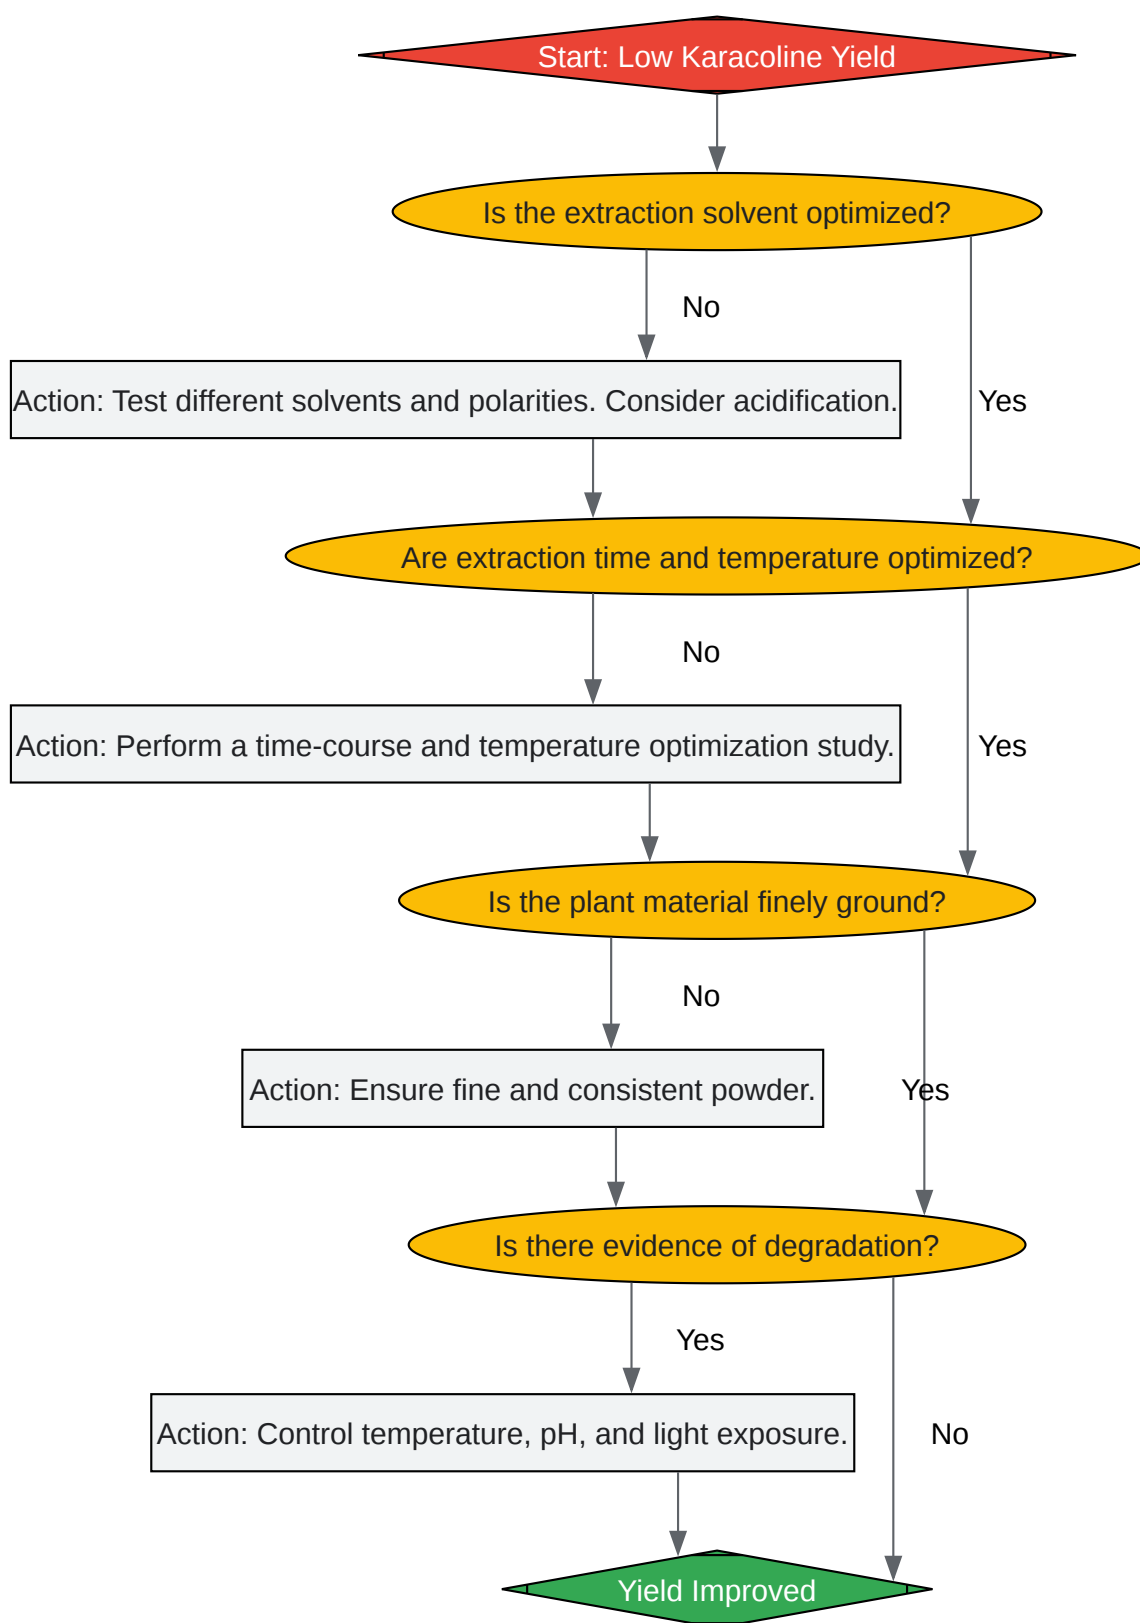 Start: Low Karacoline Yield
Is the extraction solvent optimized?
No
Action: Test different solvents and polarities. Consider acidification.
Yes
Are extraction time and temperature optimized?
No
Action: Perform a time-course and temperature optimization study.
Yes
Is the plant material finely ground?
No
Action: Ensure fine and consistent powder.
Yes
Is there evidence of degradation?
Yes
Action: Control temperature, pH, and light exposure.
No
Yield Improved